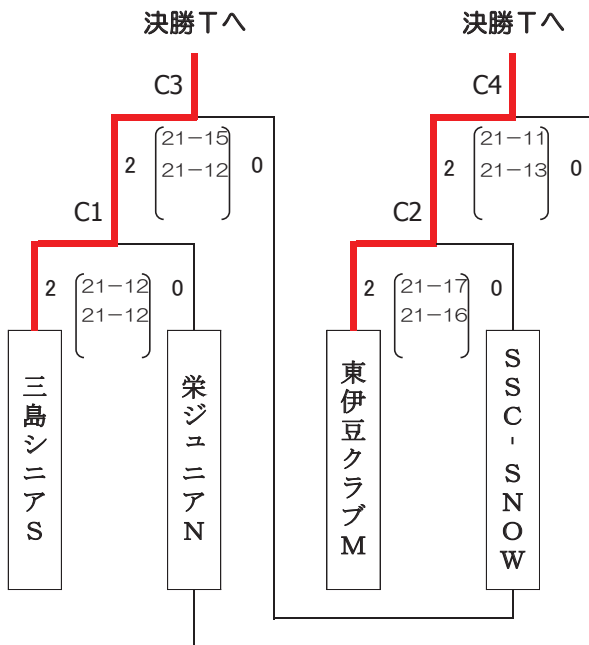 決勝Tへ 決勝Tへ
C3 C4
2 21-15 0 2 21-11 0
21-12 21-13
C1 C2
2 21-12 0 2 21-17 0
21-12 21-16
三島シニアS
栄ジュニアN
東伊豆クラブM
SSC-SNOW